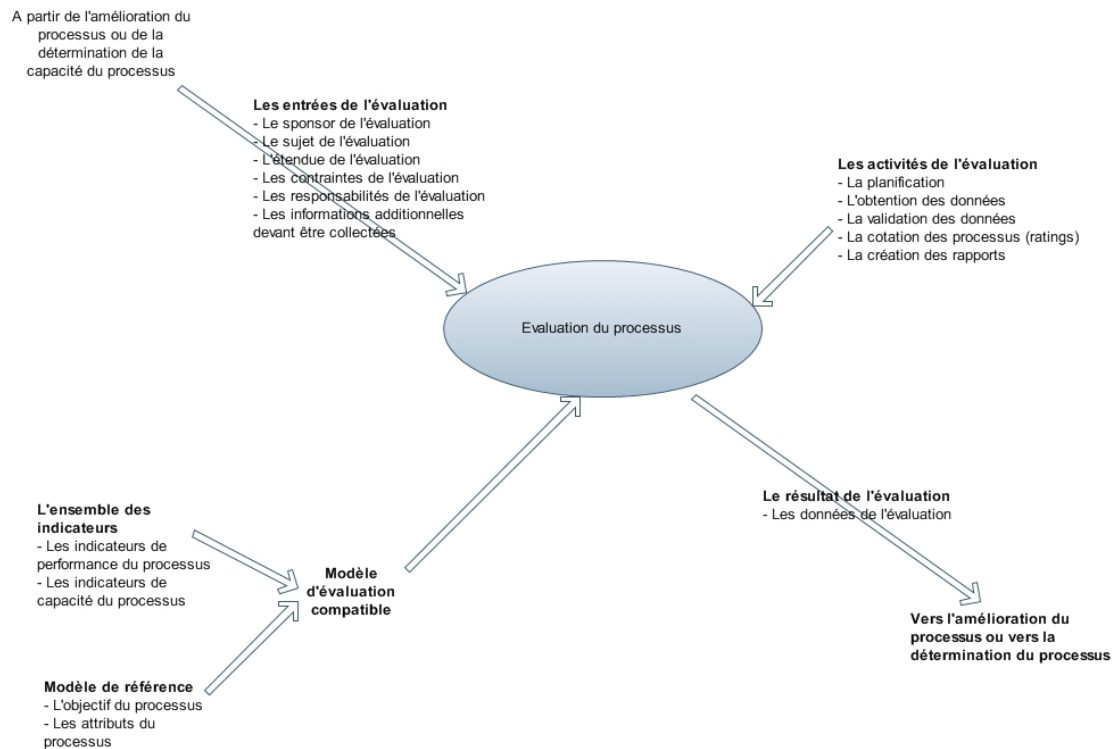 A partir de l'amélioration du
processus ou de la
détermination de la
capacité du processus
Les entrées de l'évaluation
- Le sponsor de l'évaluation
- Le sujet de l'évaluation
- L'étendue de l'évaluation
- Les contraintes de l'évaluation
- Les responsabilités de l'évaluation
- Les informations additionnelles
devant être collectées
Les activités de l'évaluation
- La planification
- L'obtention des données
- La validation des données
- La cotation des processus (ratings)
- La création des rapports
Evaluation du processus
Le résultat de l'évaluation
- Les données de l'évaluation
L'ensemble des
indicateurs
- Les indicateurs de
performance du processus
- Les indicateurs de
capacité du processus
Modèle
d'évaluation
compatible
Vers l'amélioration du
processus ou vers la
détermination du processus
Modèle de référence
- L'objectif du processus
- Les attributs du
processus